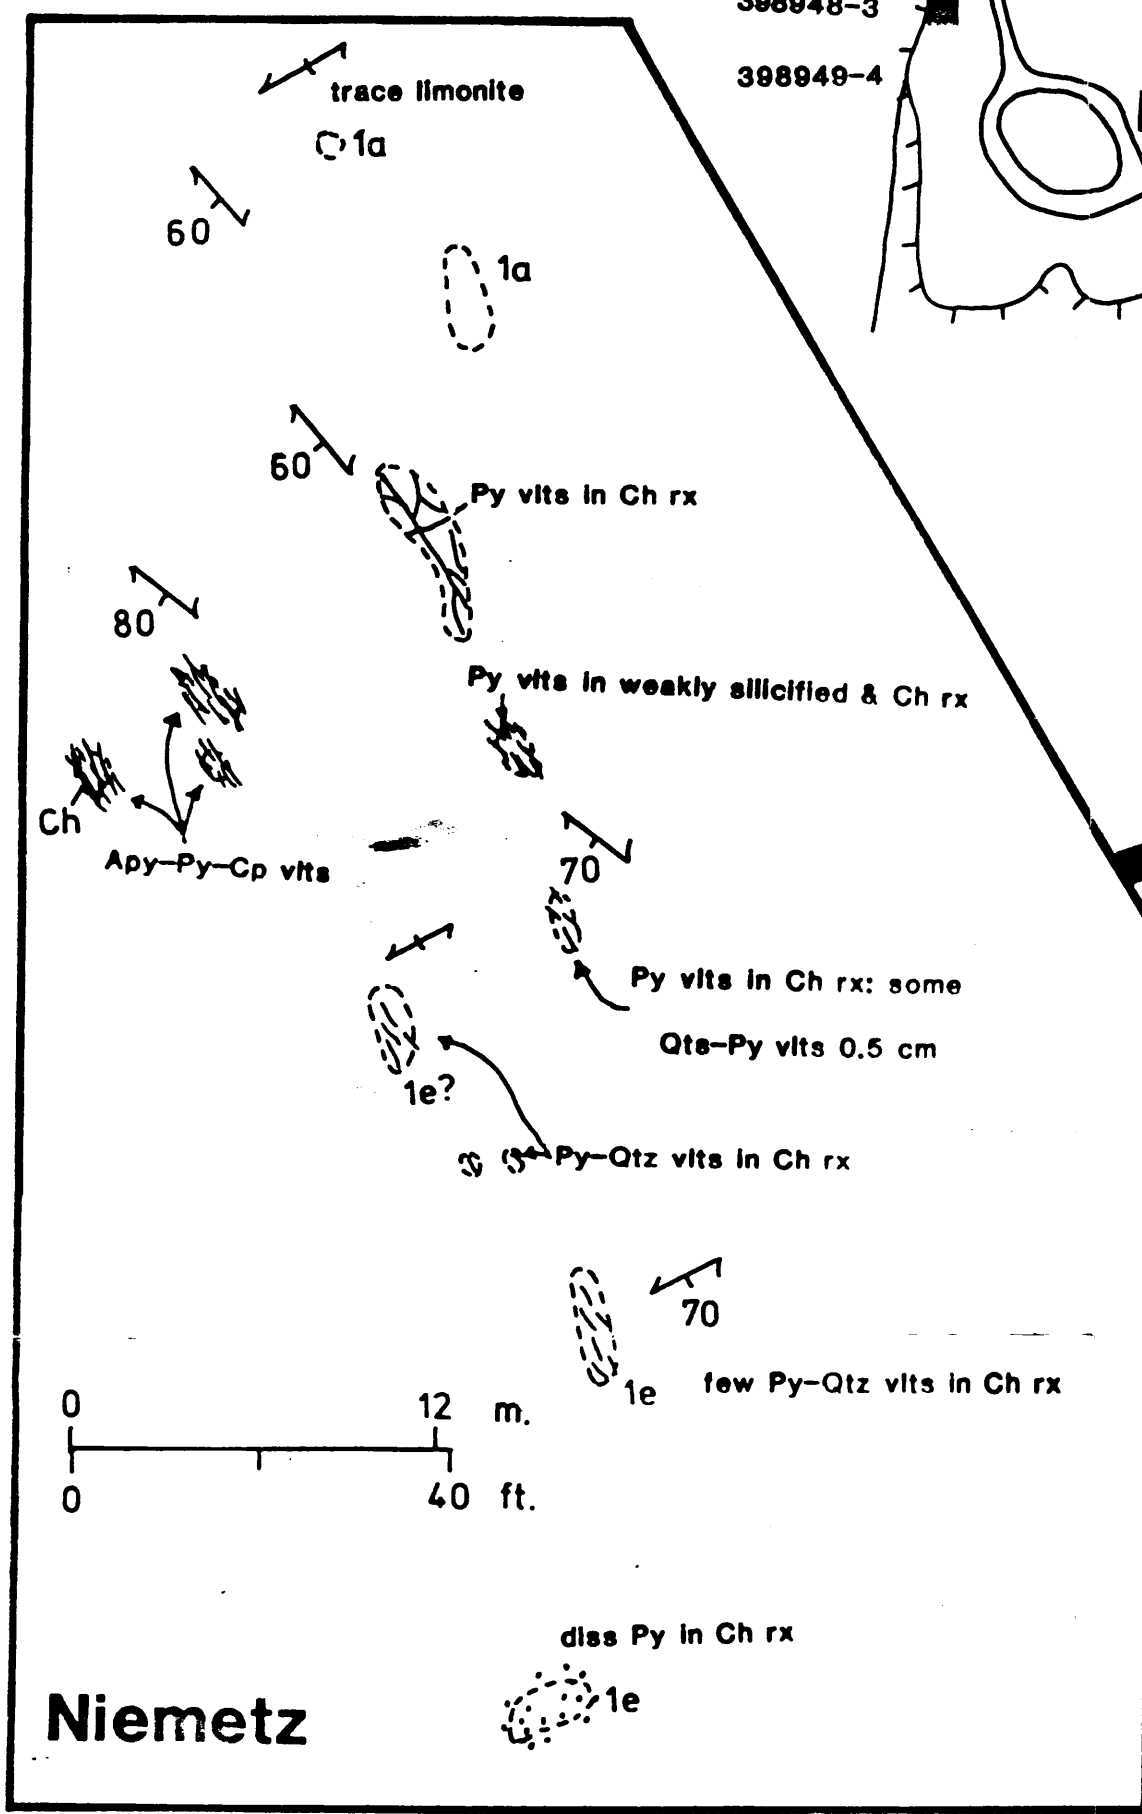 398948-3
398949-4
trace limonite
1a
60
1a
60
Py vlts in Ch rx
80
Py vlts in weakly silicified & Ch rx
Ch
Apy-Py-Cp vlts
70
Py vlts in Ch rx: some
Qts-Py vlts 0.5 cm
1e?
Py-Qtz vlts in Ch rx
70
1e
few Py-Qtz vlts in Ch rx
0 12 m.
0 40 ft.
diss Py in Ch rx
1e
Niemetz